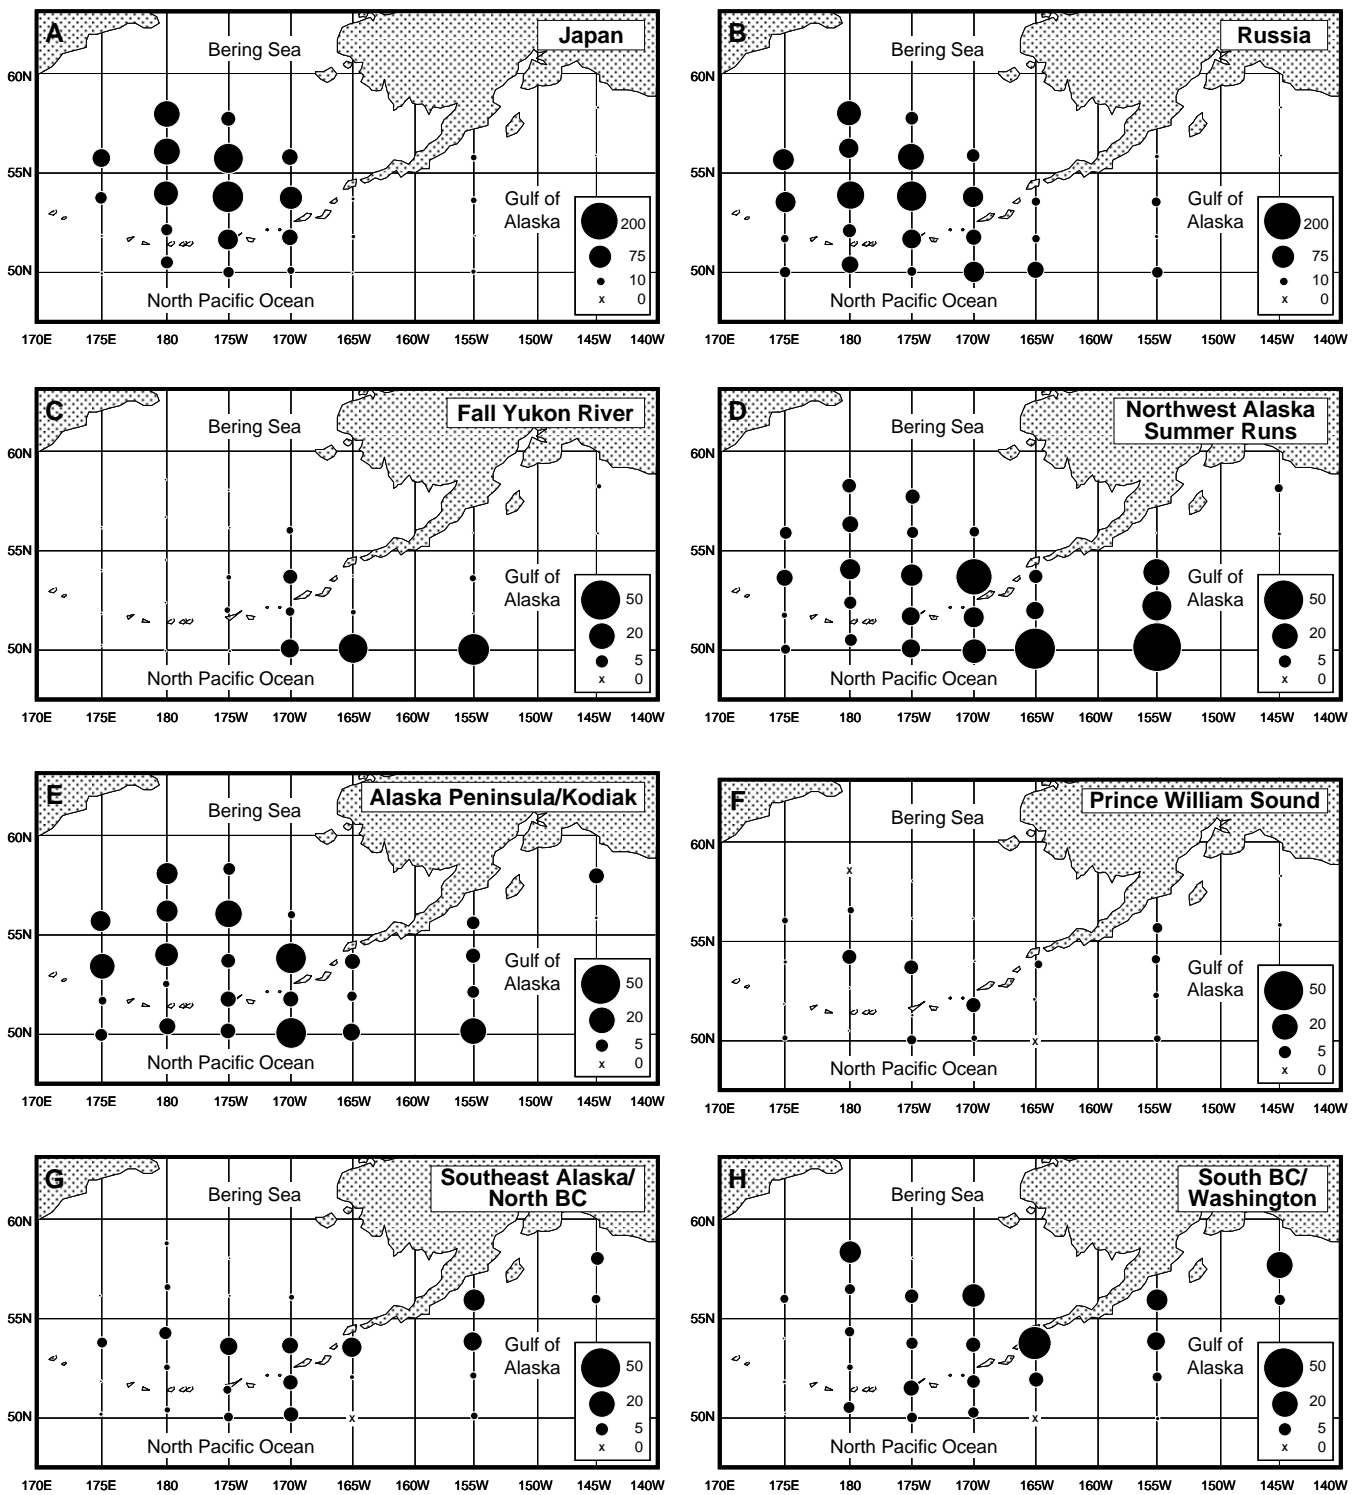 A
Japan
Bering Sea
60N
55N
50N
Gulf of
Alaska
200
75
10
x 0
North Pacific Ocean
170E 175E 180 175W 170W 165W 160W 155W 150W 145W 140W
B
Russia
Bering Sea
60N
55N
50N
Gulf of
Alaska
200
75
10
x 0
North Pacific Ocean
170E 175E 180 175W 170W 165W 160W 155W 150W 145W 140W
C
Fall Yukon River
Bering Sea
60N
55N
50N
Gulf of
Alaska
50
20
5
x 0
North Pacific Ocean
170E 175E 180 175W 170W 165W 160W 155W 150W 145W 140W
D
Northwest Alaska
Summer Runs
Bering Sea
60N
55N
50N
Gulf of
Alaska
50
20
5
x 0
North Pacific Ocean
170E 175E 180 175W 170W 165W 160W 155W 150W 145W 140W
E
Alaska Peninsula/Kodiak
Bering Sea
60N
55N
50N
Gulf of
Alaska
50
20
5
x 0
North Pacific Ocean
170E 175E 180 175W 170W 165W 160W 155W 150W 145W 140W
F
Prince William Sound
Bering Sea
60N
x
55N
50N
x
Gulf of
Alaska
50
20
5
x 0
North Pacific Ocean
170E 175E 180 175W 170W 165W 160W 155W 150W 145W 140W
G
Southeast Alaska/
North BC
Bering Sea
60N
55N
50N
x
Gulf of
Alaska
50
20
5
x 0
North Pacific Ocean
170E 175E 180 175W 170W 165W 160W 155W 150W 145W 140W
H
South BC/
Washington
Bering Sea
60N
55N
50N
x
Gulf of
Alaska
50
20
5
x 0
North Pacific Ocean
170E 175E 180 175W 170W 165W 160W 155W 150W 145W 140W